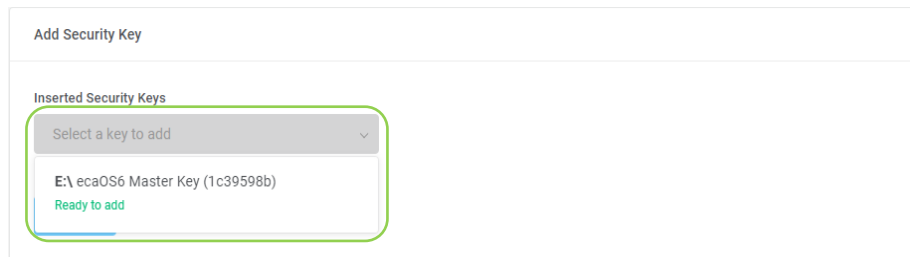 Add Security Key
Inserted Security Keys
Select a key to add
E:\ ecaOS6 Master Key (1c39598b)
Ready to add